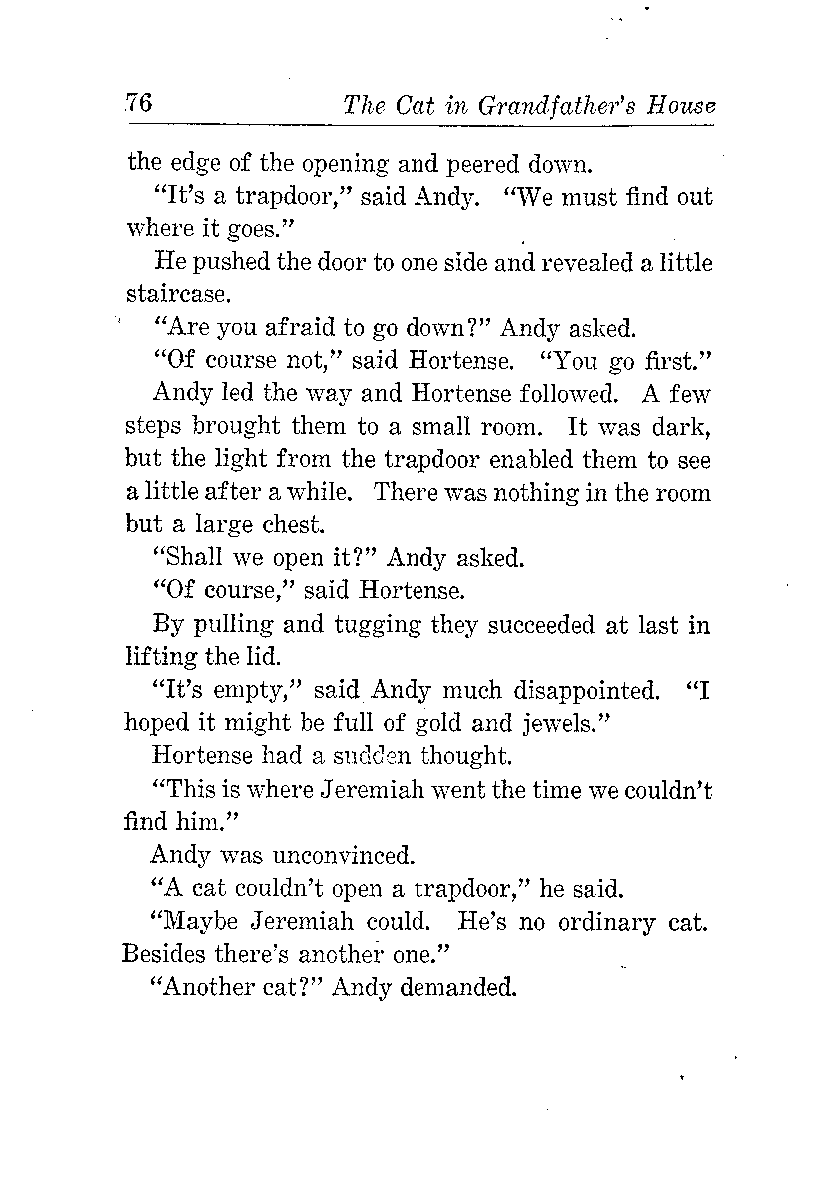 76 The Cat in Grandfather's House
the edge of the opening and peered down.
“It's a trapdoor,” said Andy. “We must find out
where it goes.”
He pushed the door to one side and revealed a little
staircase.
“Are you afraid to go down?” Andy asked.
“Of course not,” said Hortense. “You go first.”
Andy led the way and Hortense followed. A few
steps brought them to a small room. It was dark,
but the light from the trapdoor enabled them to see
a little after a while. There was nothing in the room
but a large chest.
“Shall we open it?” Andy asked.
“Of course,” said Hortense.
By pulling and tugging they succeeded at last in
lifting the lid.
“It's empty,” said Andy much disappointed. “I
hoped it might be full of gold and jewels.”
Hortense had a sudden thought.
“This is where Jeremiah went the time we couldn't
find him.”
Andy was unconvinced.
“A cat couldn't open a trapdoor,” he said.
“Maybe Jeremiah could. He's no ordinary cat.
Besides there's another one.”
“Another cat?” Andy demanded.